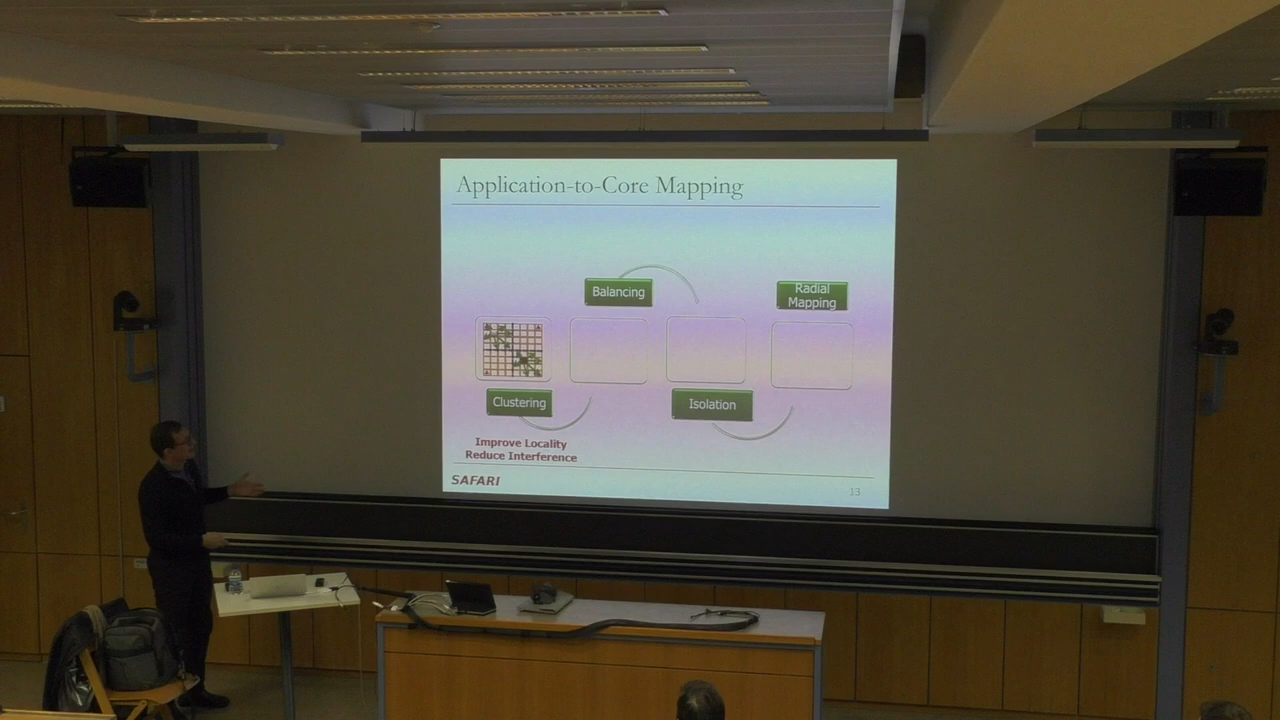 Application-to-Core Mapping
Balancing
Radial
Mapping
Clustering
Isolation
Improve Locality
Reduce Interference
SAFARI
13